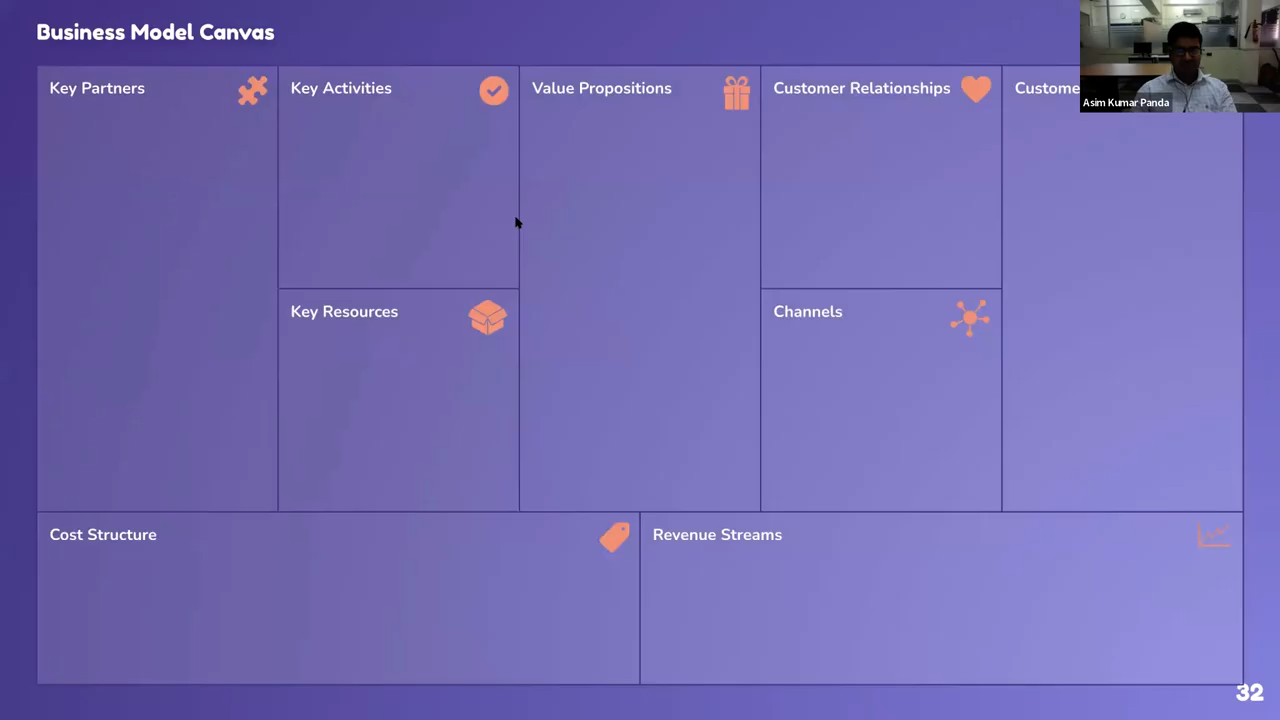 Business Model Canvas
Key Partners
Key Activities
Value Propositions
Customer Relationships
Asim Kumar Panda
Key Resources
Channels
Cost Structure
Revenue Streams
32